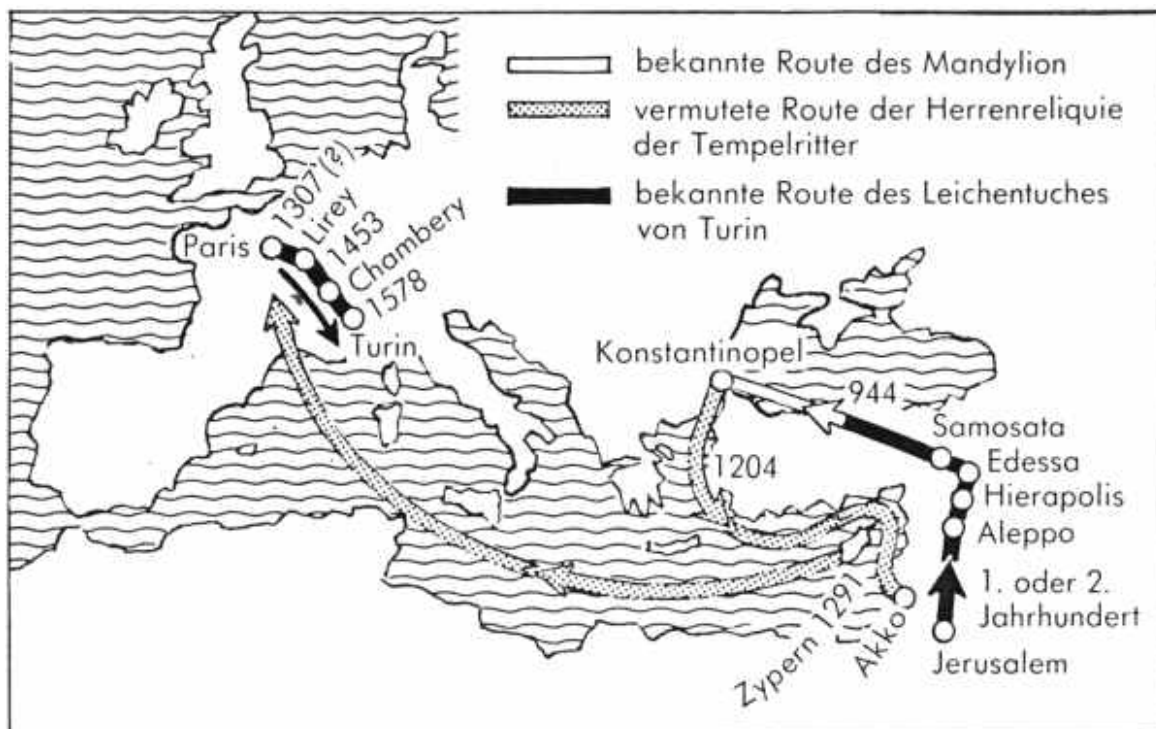 bekannte Route des Mandylion
vermutete Route der Herrenreliquie
der Tempelritter
bekannte Route des Leichentuches
von Turin
Paris
1307(?)
Lirey
1453
Chambery
1578
Turin
Konstantinopel
944
1204
Samosata
Edessa
Hierapolis
Aleppo
1. oder 2.
Jahrhundert
Jerusalem
Zypern 1291
Akko